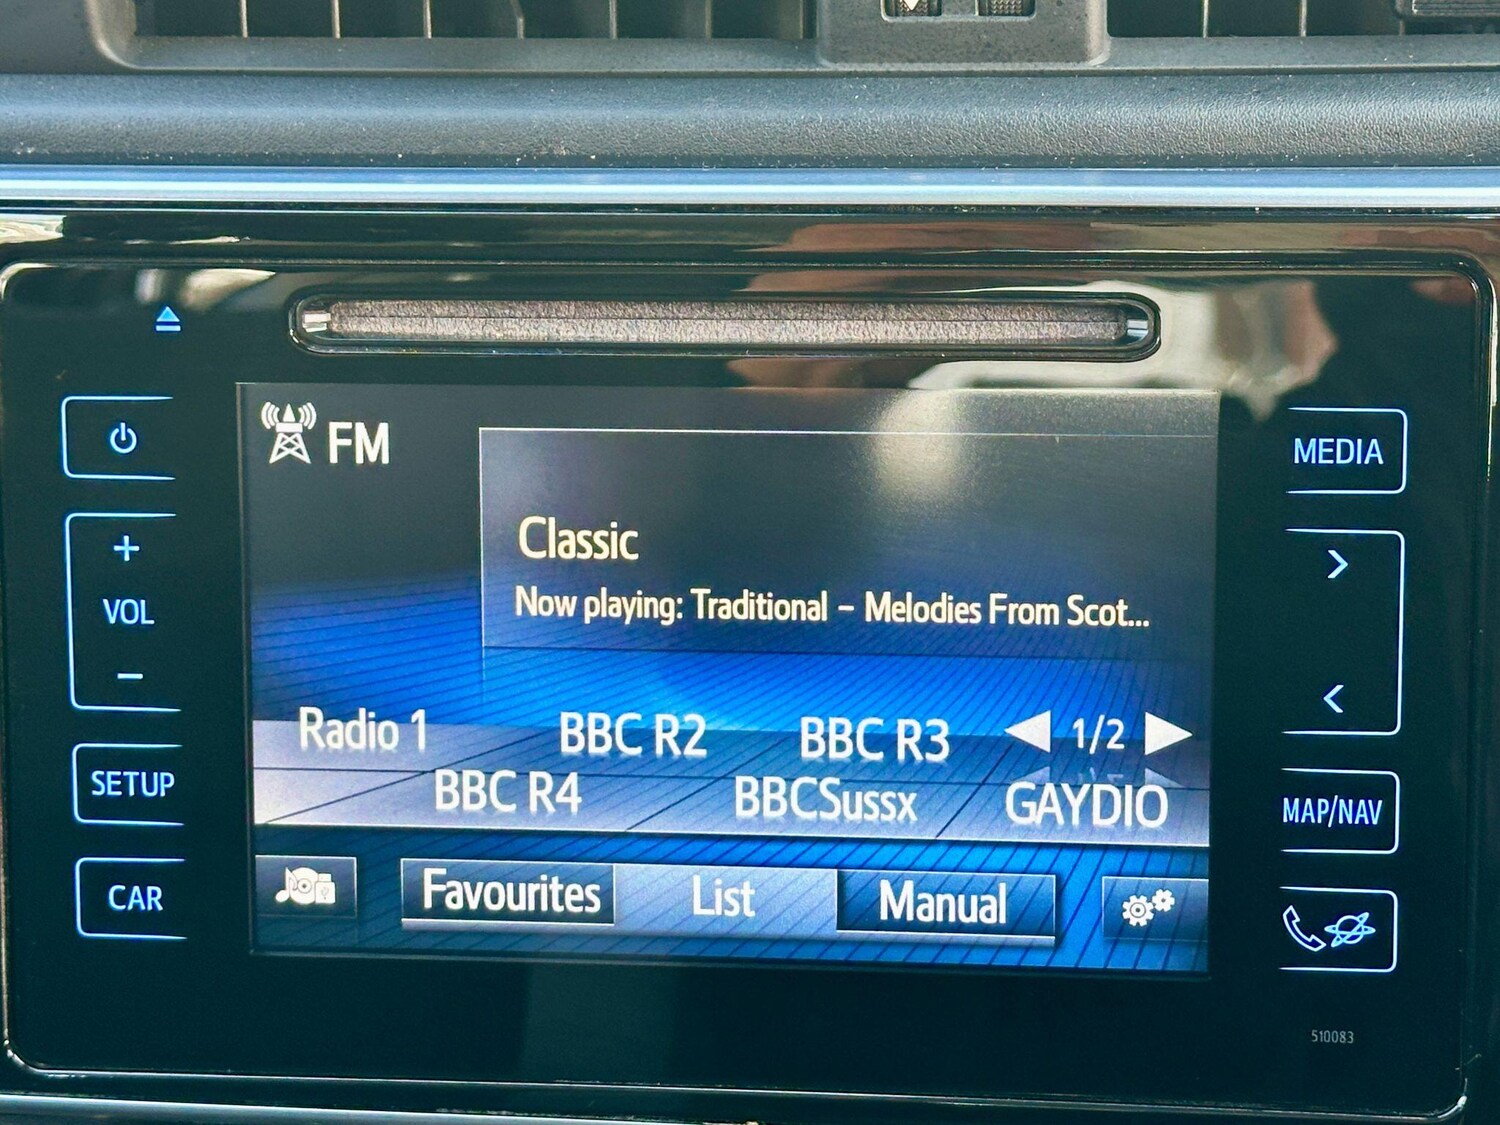 FM
Classic
Now playing: Traditional – Melodies From Scot...
Radio 1 BBC R2 BBC R3 1/2
BBC R4 BBCSussx GAYDIO
Favourites List Manual
VOL
SETUP
CAR
MEDIA
MAP/NAV
510083